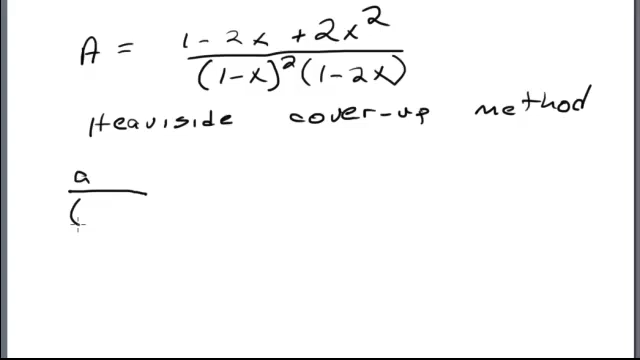 A = (1 - 2x + 2x²) / ((1-x)²(1-2x))
Heaviside cover-up method
a
(